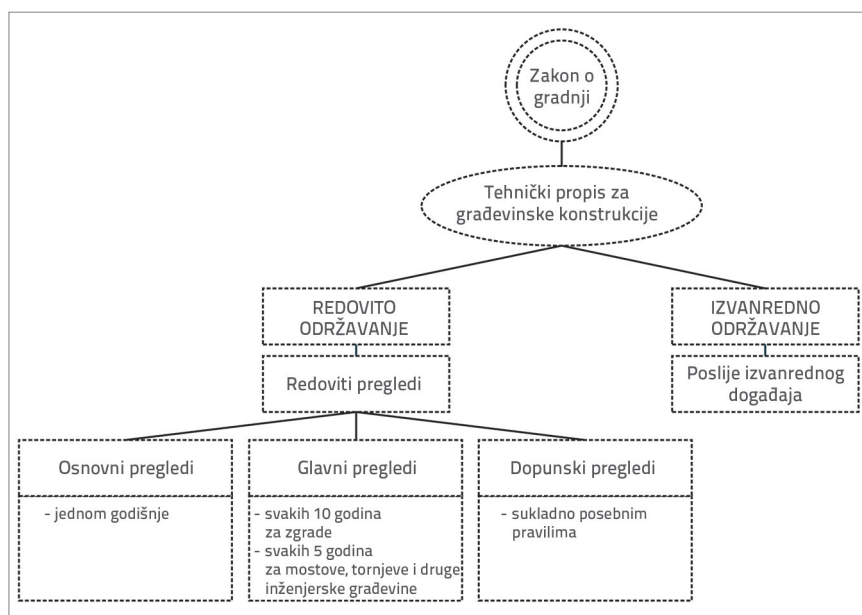 Zakon o
gradnji
Tehnički propis za
građevinske konstrukcije
REDOVITO
ODRŽAVANJE
IZVANREDNO
ODRŽAVANJE
Redoviti pregledi
Poslije izvanrednog
događaja
Osnovni pregledi
- jednom godišnje
Glavni pregledi
- svakih 10 godina
za zgrade
- svakih 5 godina
za mostove, tornjeve i druge
inženjerske građevine
Dopunski pregledi
- sukladno posebnim
pravilima